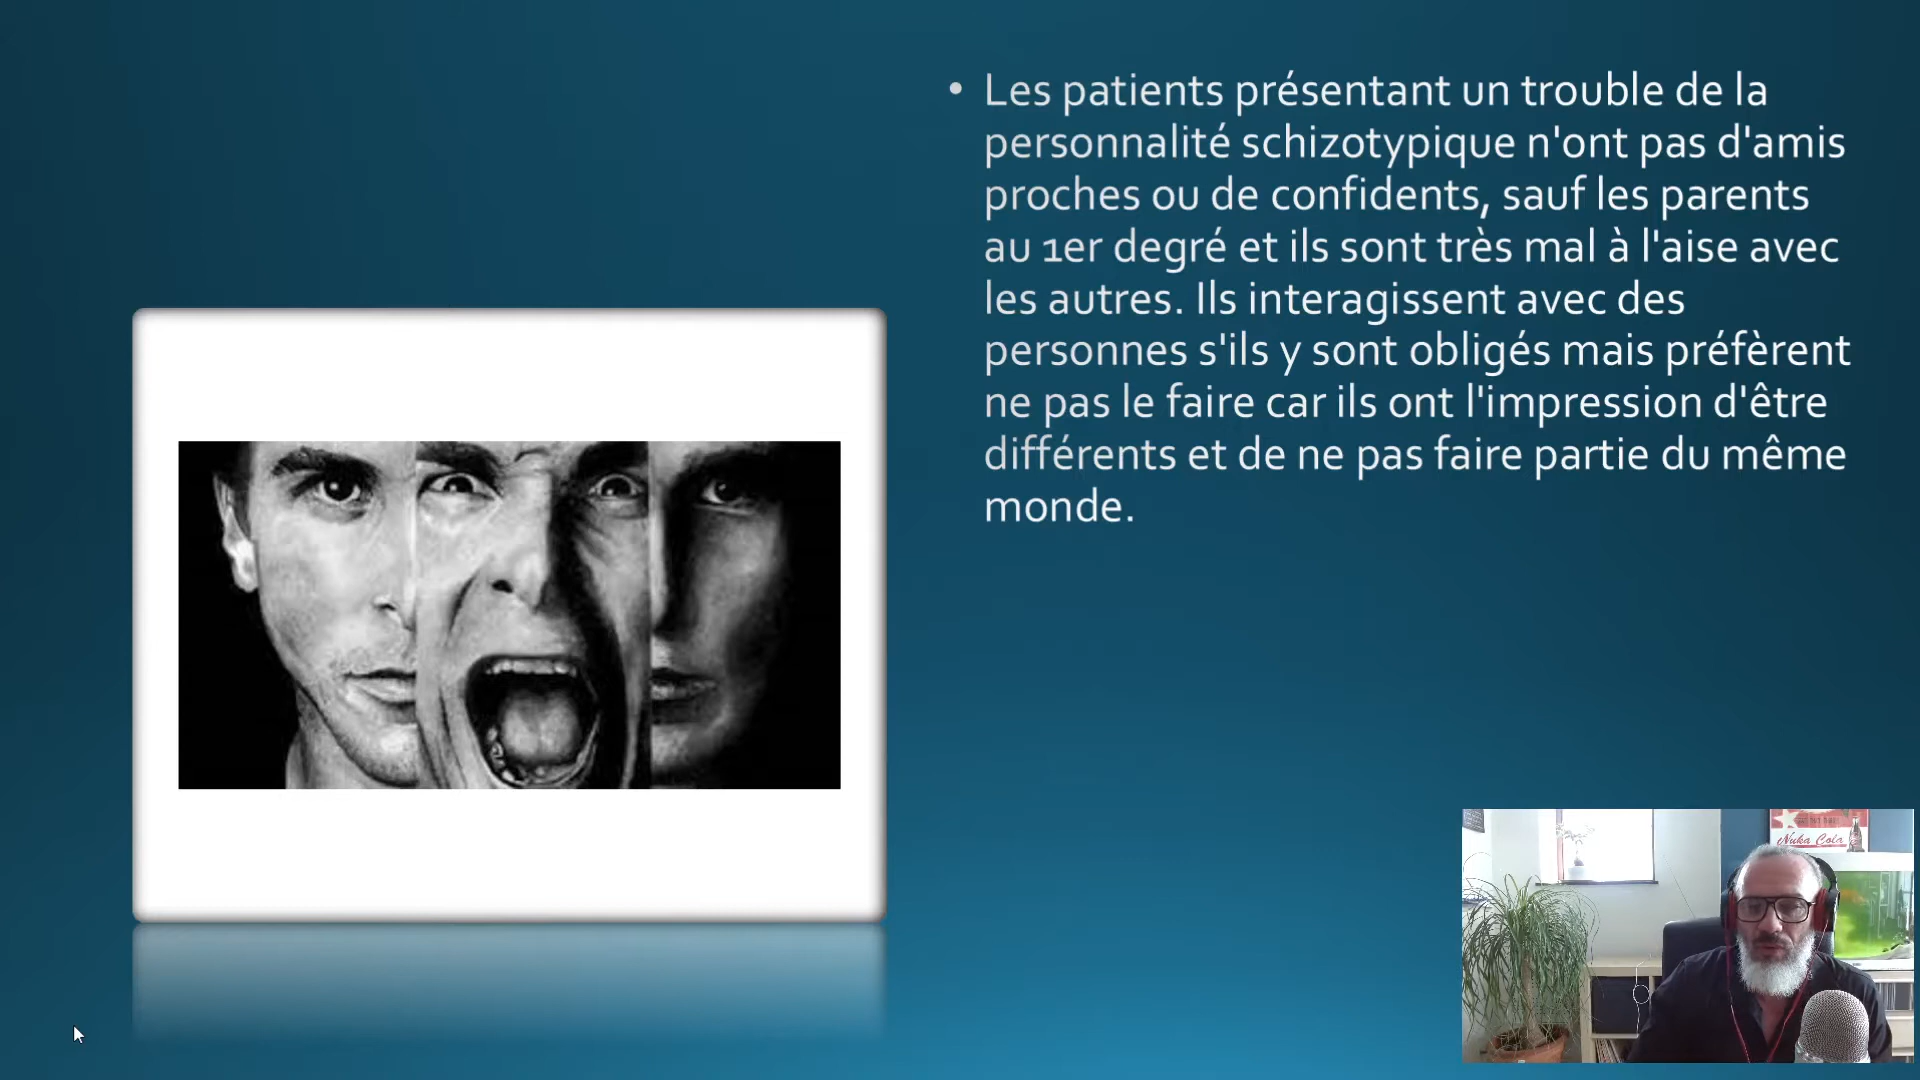 • Les patients présentant un trouble de la
personnalité schizotypique n'ont pas d'amis
proches ou de confidents, sauf les parents
au 1er degré et ils sont très mal à l'aise avec
les autres. Ils interagissent avec des
personnes s'ils y sont obligés mais préfèrent
ne pas le faire car ils ont l'impression d'être
différents et de ne pas faire partie du même
monde.
Nuka Cola